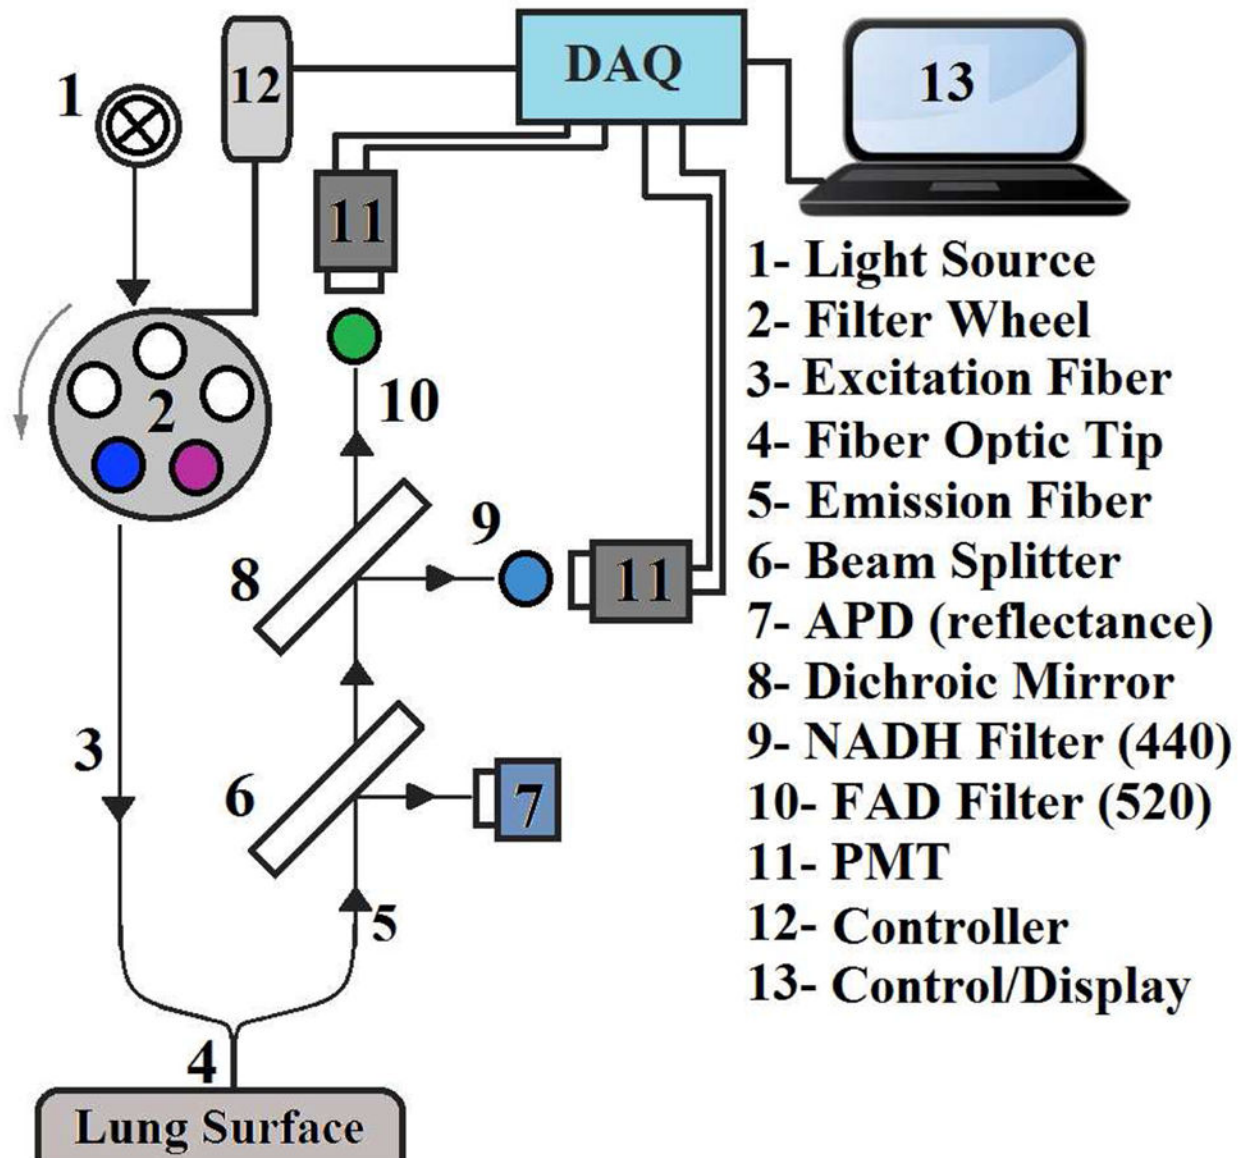 DAQ
12
13
1
11
2
10
9
8
11
3
6
7
5
4
Lung Surface
1- Light Source
2- Filter Wheel
3- Excitation Fiber
4- Fiber Optic Tip
5- Emission Fiber
6- Beam Splitter
7- APD (reflectance)
8- Dichroic Mirror
9- NADH Filter (440)
10- FAD Filter (520)
11- PMT
12- Controller
13- Control/Display